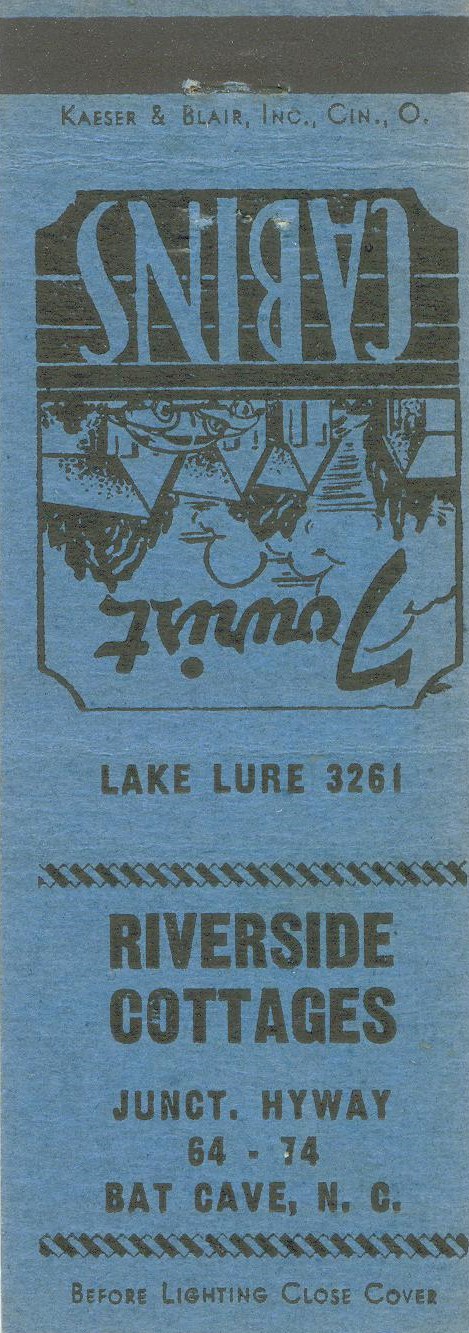 KAESER & BLAIR, INC., CIN., O.
Tourist
CABINS
LAKE LURE 3261
RIVERSIDE
COTTAGES
JUNCT. HYWAY
64 - 74
BAT CAVE, N. C.
BEFORE LIGHTING CLOSE COVER